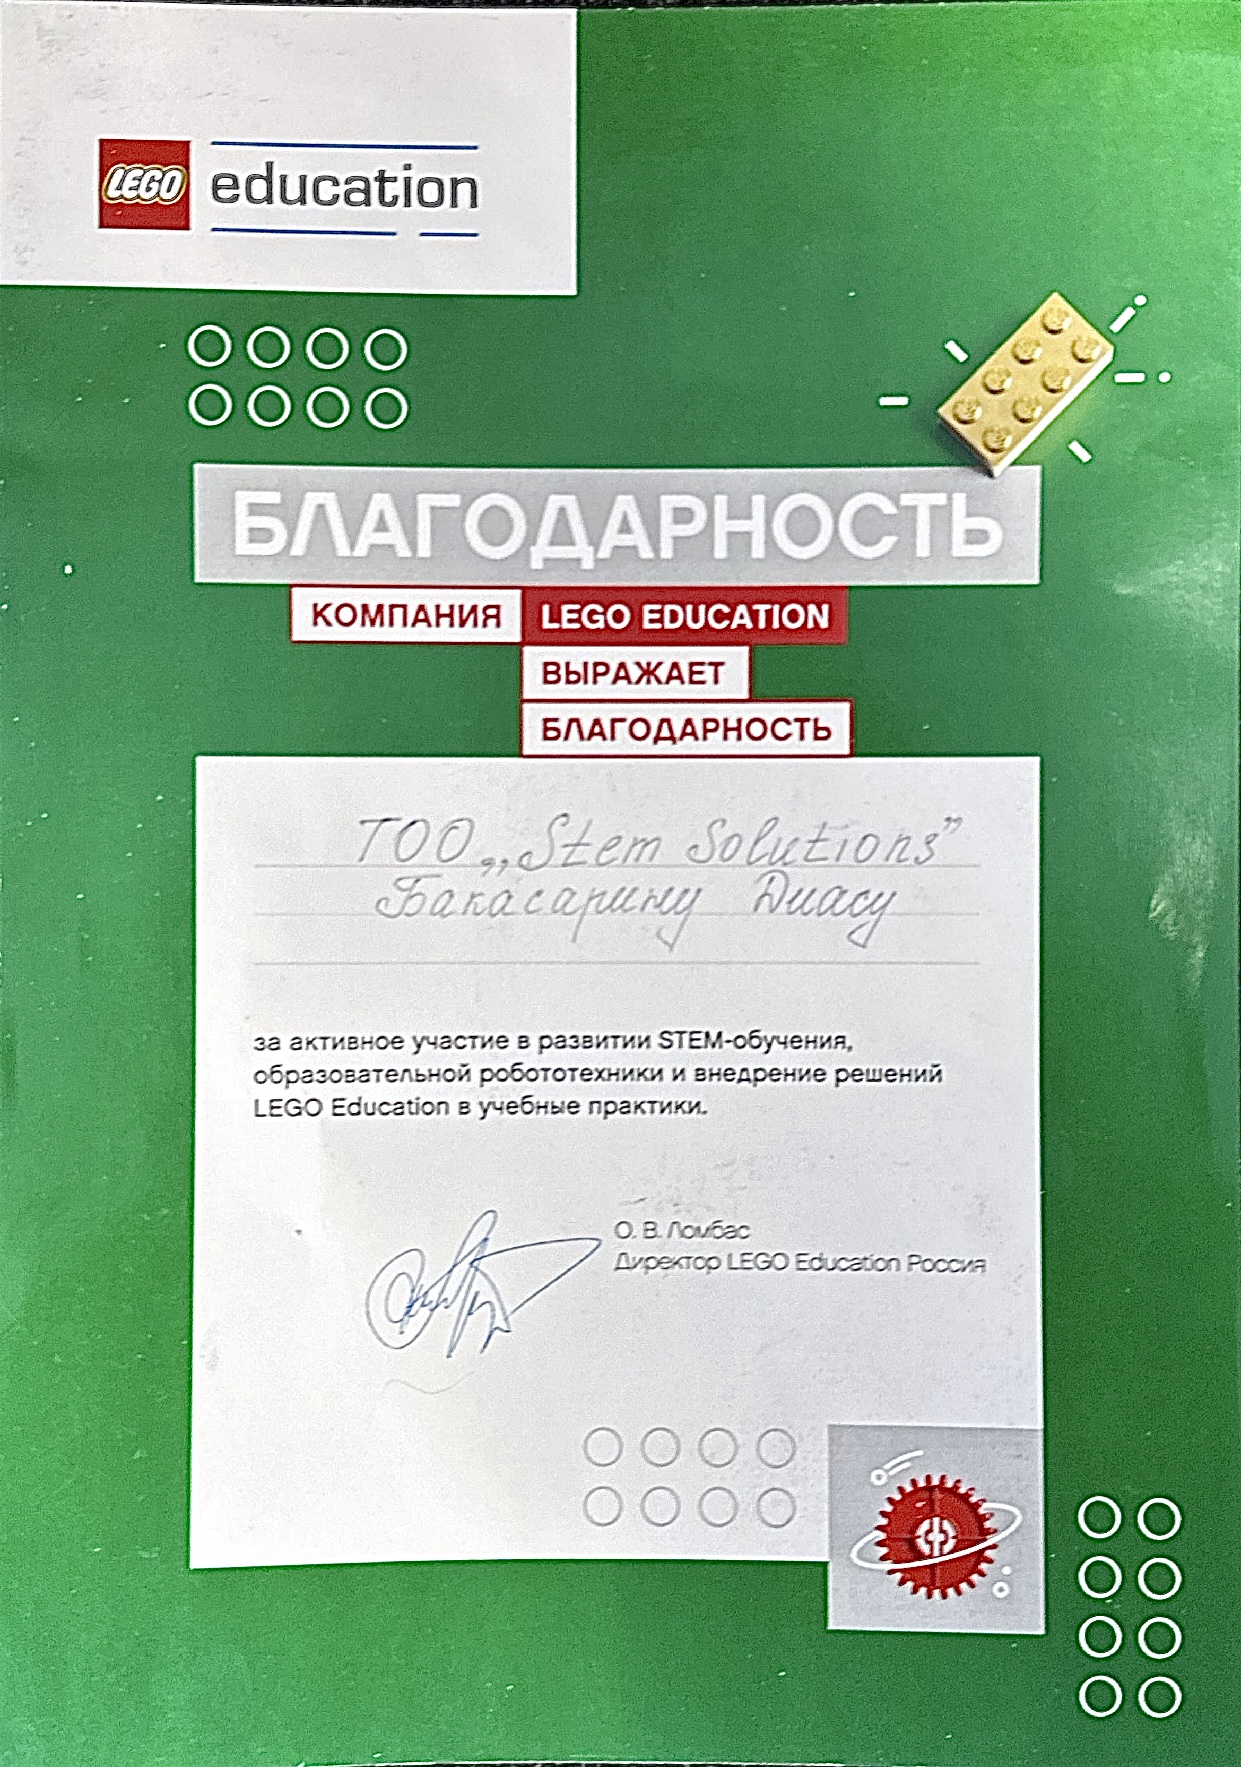 LEGO education
БЛАГОДАРНОСТЬ
КОМПАНИЯ LEGO EDUCATION
ВЫРАЖАЕТ
БЛАГОДАРНОСТЬ
ТОО „Stem Solutions”
Бакасарину Диасу
за активное участие в развитии STEM-обучения,
образовательной робототехники и внедрение решений
LEGO Education в учебные практики.
О. В. Ломбас
Директор LEGO Education Россия